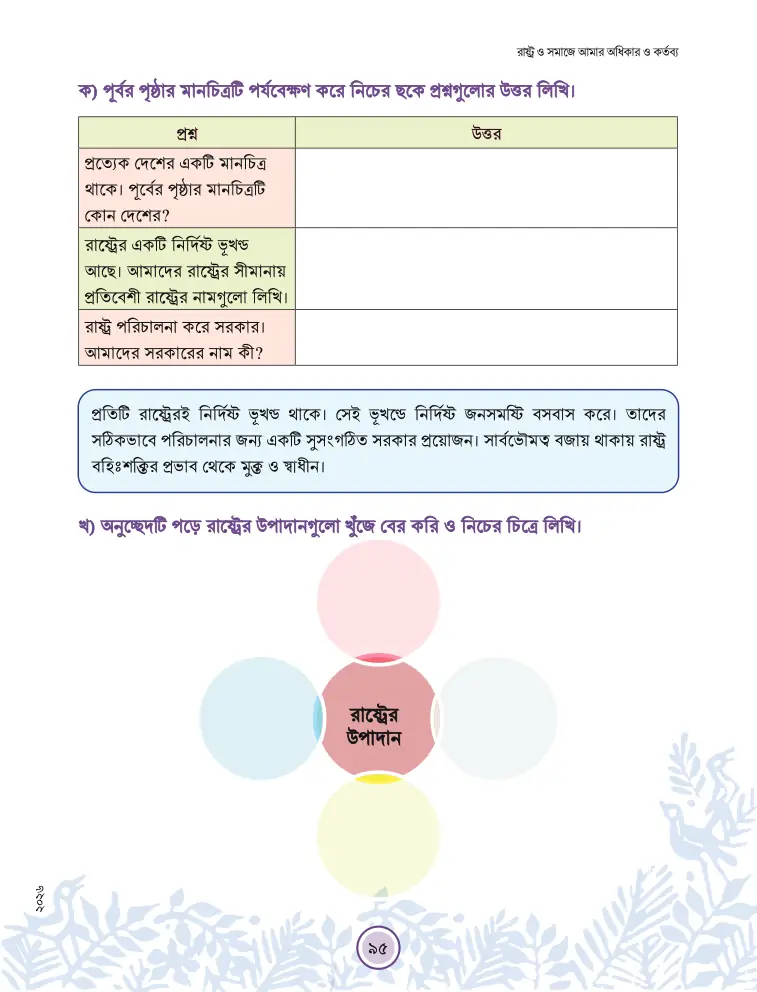 রাষ্ট্র ও সমাজে আমার অধিকার ও কর্তব্য
ক) পূর্বর পৃষ্ঠার মানচিত্রটি পর্যবেক্ষণ করে নিচের ছকে প্রশ্নগুলোর উত্তর লিখি।
প্রশ্ন
উত্তর
প্রত্যেক দেশের একটি মানচিত্র
থাকে। পূর্বের পৃষ্ঠার মানচিত্রটি
কোন দেশের?
রাষ্ট্রের একটি নির্দিষ্ট ভূখন্ড
আছে। আমাদের রাষ্ট্রের সীমানায়
প্রতিবেশী রাষ্ট্রের নামগুলো লিখি।
রাষ্ট্র পরিচালনা করে সরকার।
আমাদের সরকারের নাম কী?
প্রতিটি রাষ্ট্রেরই নির্দিষ্ট ভূখন্ড থাকে। সেই ভূখন্ডে নির্দিষ্ট জনসমষ্টি বসবাস করে। তাদের
সঠিকভাবে পরিচালনার জন্য একটি সুসংগঠিত সরকার প্রয়োজন। সার্বভৌমত্ব বজায় থাকায় রাষ্ট্র
বহিঃশক্তির প্রভাব থেকে মুক্ত ও স্বাধীন।
খ) অনুচ্ছেদটি পড়ে রাষ্ট্রের উপাদানগুলো খুঁজে বের করি ও নিচের চিত্রে লিখি।
রাষ্ট্রের
উপাদান
২০২৬
৯৫